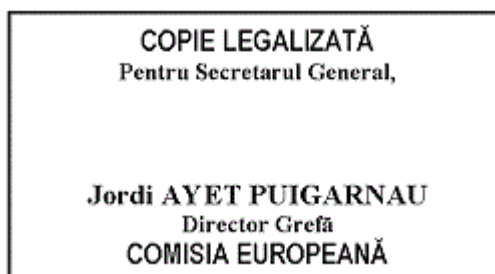 COPIE LEGALIZATĂ
Pentru Secretarul General,
Jordi AYET PUIGARNAU
Director Grefă
COMISIA EUROPEANĂ